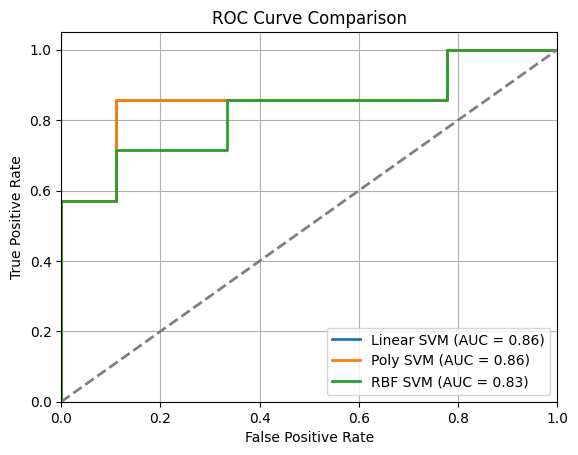 ROC Curve Comparison
True Positive Rate
1.0
0.8
0.6
0.4
0.2
0.0
Linear SVM (AUC = 0.86)
Poly SVM (AUC = 0.86)
RBF SVM (AUC = 0.83)
0.0 0.2 0.4 0.6 0.8 1.0
False Positive Rate